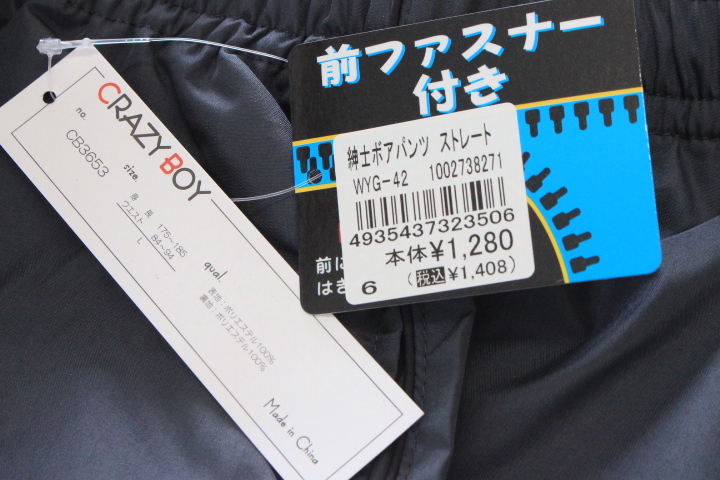 CRAZY BOY
no.
CB3653
size.
身長 175~185
ウエスト 84~94
L
qual.
表地:ポリエステル100%
裏地:ポリエステル100%
Made in China
前ファスナー
付き
紳士ボアパンツ ストレート
WYG-42 1002738271
4935437323506
本体¥1,280
6 (税込¥1,408)
前に
はき